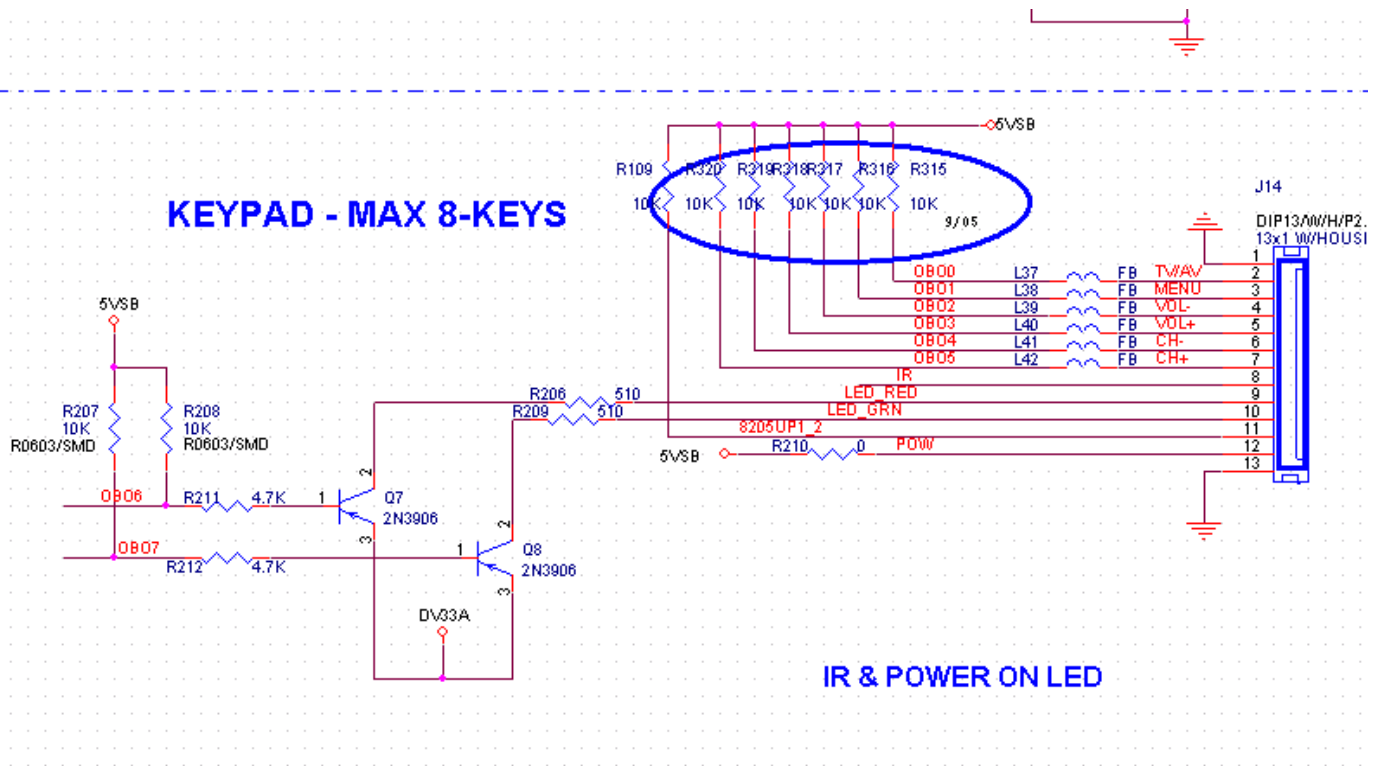 5VSB
R109 R320 R319 R318 R317 R316 R315
10K 10K 10K 10K 10K 10K 10K
9/05
KEYPAD - MAX 8-KEYS
J14
DIP13/W/H/P2.
13x1 W/HOUSI
1
OBO0 L37 FB TV/AV 2
OBO1 L38 FB MENU 3
OBO2 L39 FB VOL- 4
OBO3 L40 FB VOL+ 5
OBO4 L41 FB CH- 6
OBO5 L42 FB CH+ 7
IR 8
R206 510 LED_RED 9
R209 510 LED_GRN 10
8205UP1_2 11
5VSB R210 0 POW 12
13
5VSB
R207 R208
10K 10K
R0603/SMD R0603/SMD
OBO6 R211 4.7K 1 2 Q7
2N3906
3
OBO7 R212 4.7K 1 2 Q8
2N3906
3
DV33A
IR & POWER ON LED